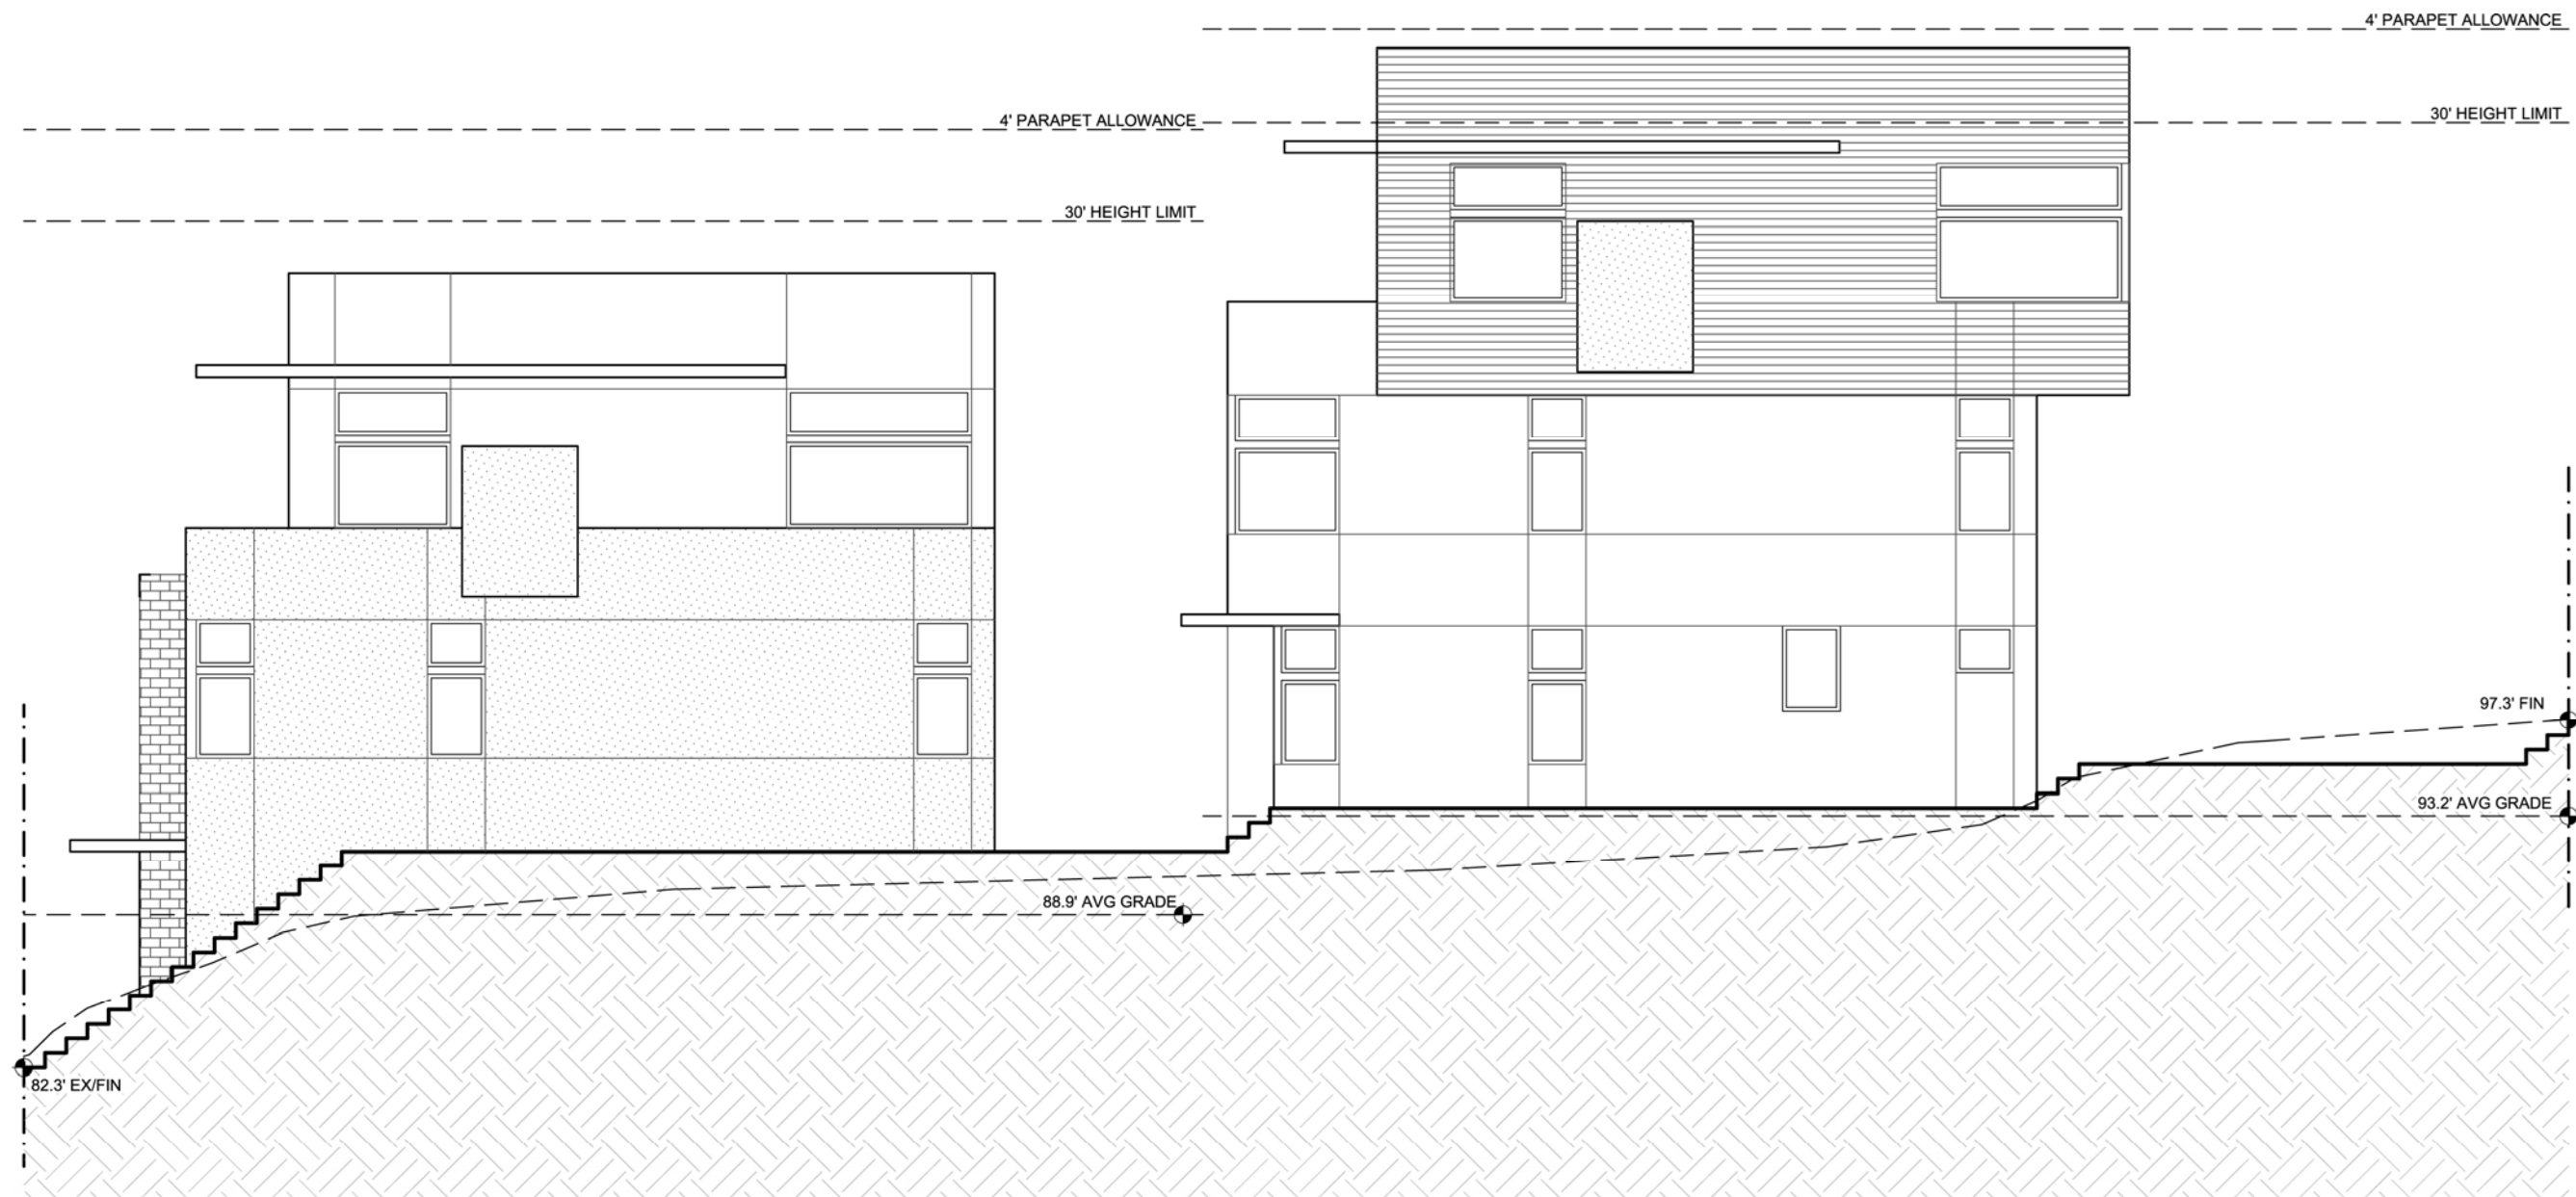 4' PARAPET ALLOWANCE
4' PARAPET ALLOWANCE
30' HEIGHT LIMIT
30' HEIGHT LIMIT
97.3' FIN
93.2' AVG GRADE
88.9' AVG GRADE
82.3' EX/FIN